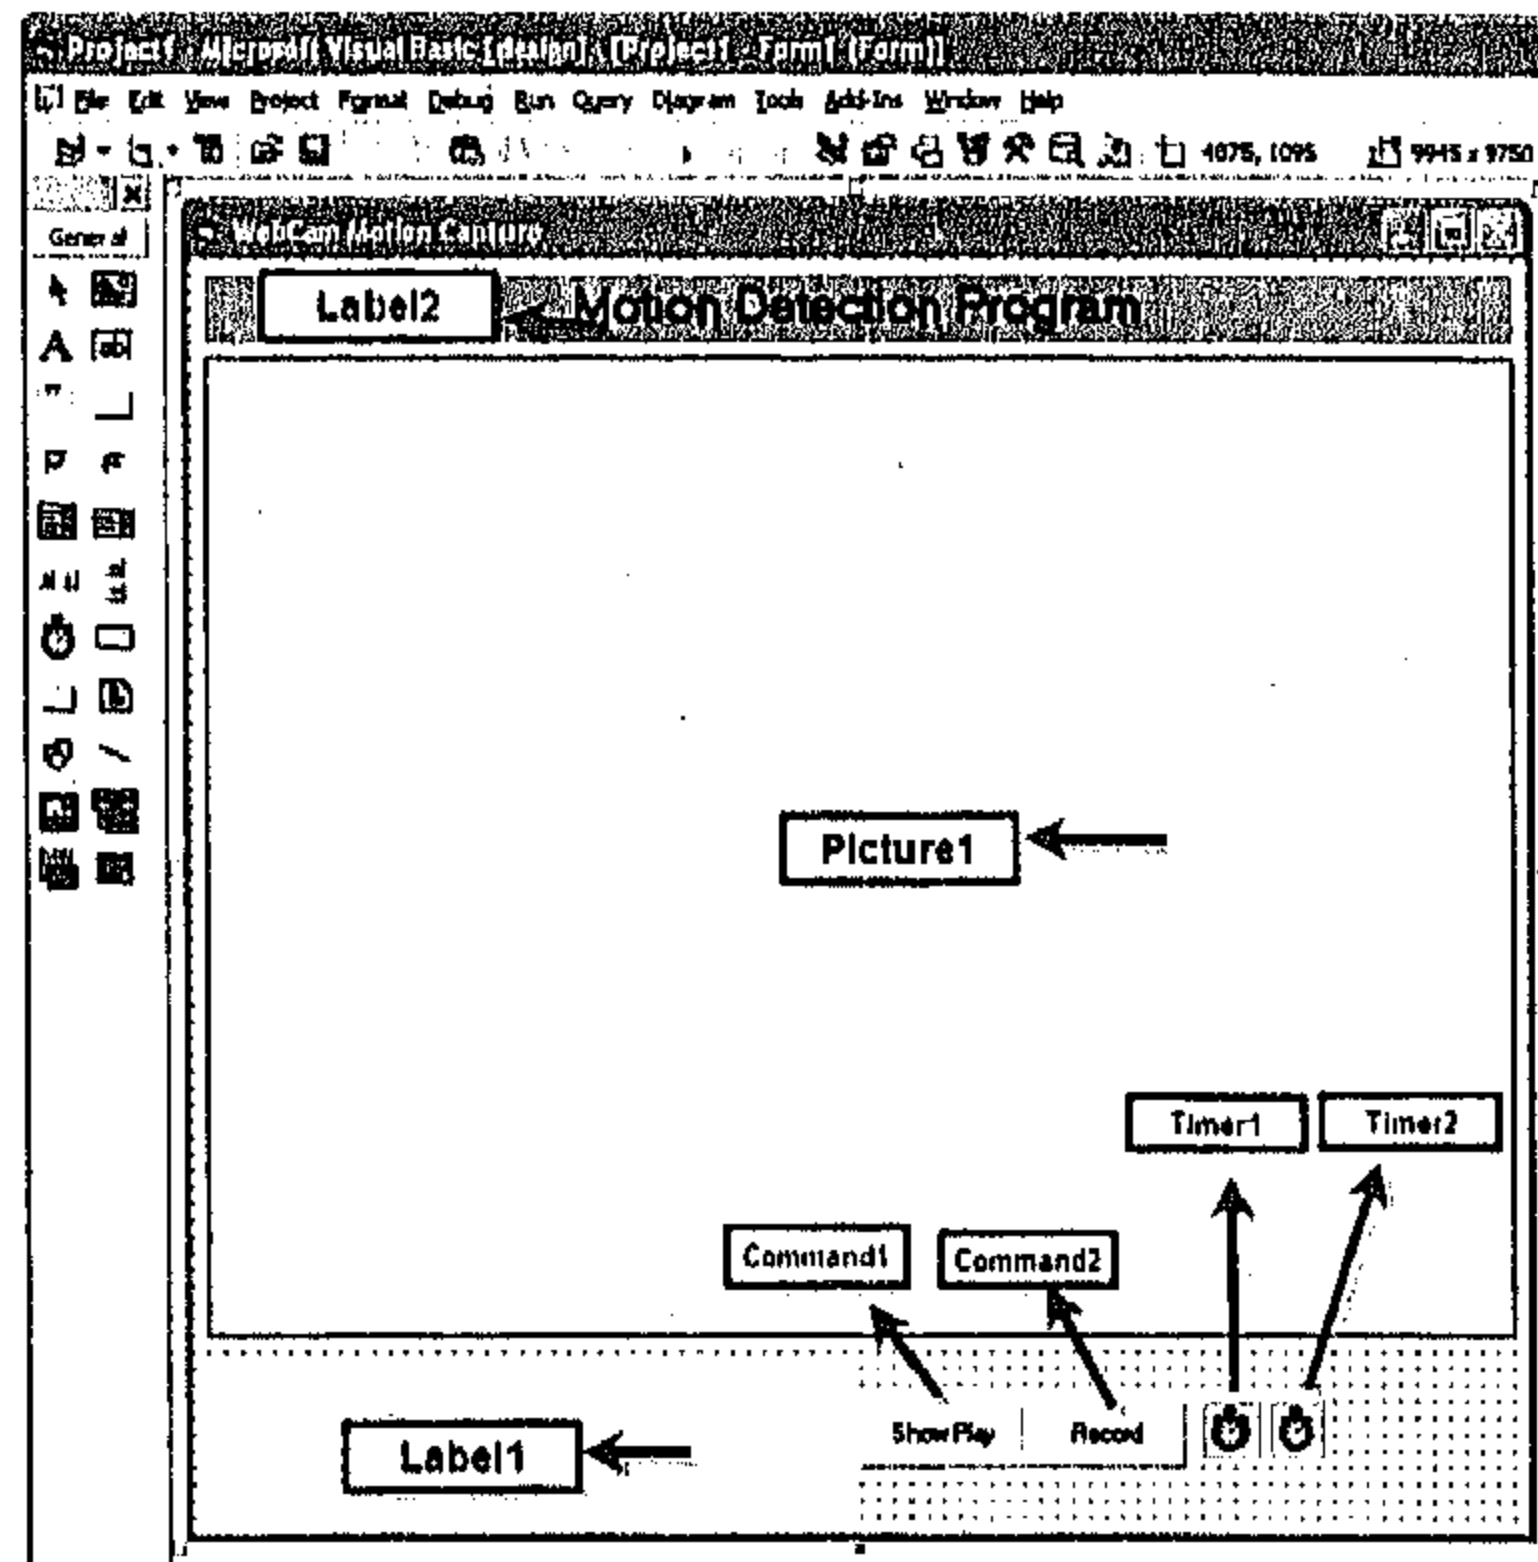 Project1 - Microsoft Visual Basic [design] - [Project1 - Form1 (Form)]
File Edit View Project Format Debug Run Query Diagram Tools Add-Ins Window Help
4875, 1095 9945 x 9750
General
WebCam Motion Capture
Label2 Motion Detection Program
Picture1
Timer1 Timer2
Command1 Command2
Show Play Record
Label1